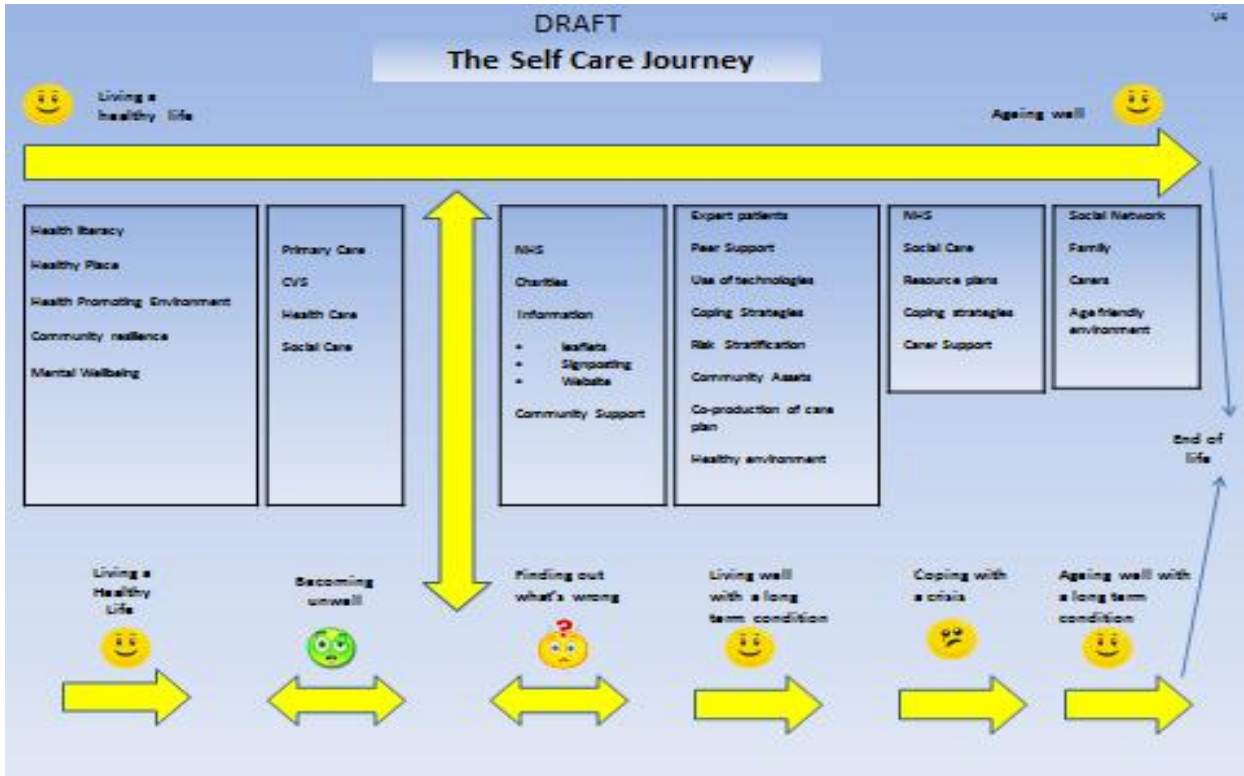 DRAFT
V4
The Self Care Journey
Living a
healthy life
Ageing well
Health literacy
Healthy Place
Health Promoting Environment
Community resilience
Mental Wellbeing
Primary Care
CVS
Health Care
Social Care
NHS
Charities
Information
• leaflets
• Signposting
• Website
Community Support
Expert patients
Peer Support
Use of technologies
Coping Strategies
Risk Stratification
Community Assets
Co-production of care
plan
Healthy environment
NHS
Social Care
Resource plans
Coping strategies
Carer Support
Social Network
Family
Carers
Age friendly
environment
End of
life
Living a
Healthy
Life
Becoming
unwell
Finding out
what's wrong
?
Living well
with a long
term condition
Coping with
a crisis
Ageing well with
a long term
condition